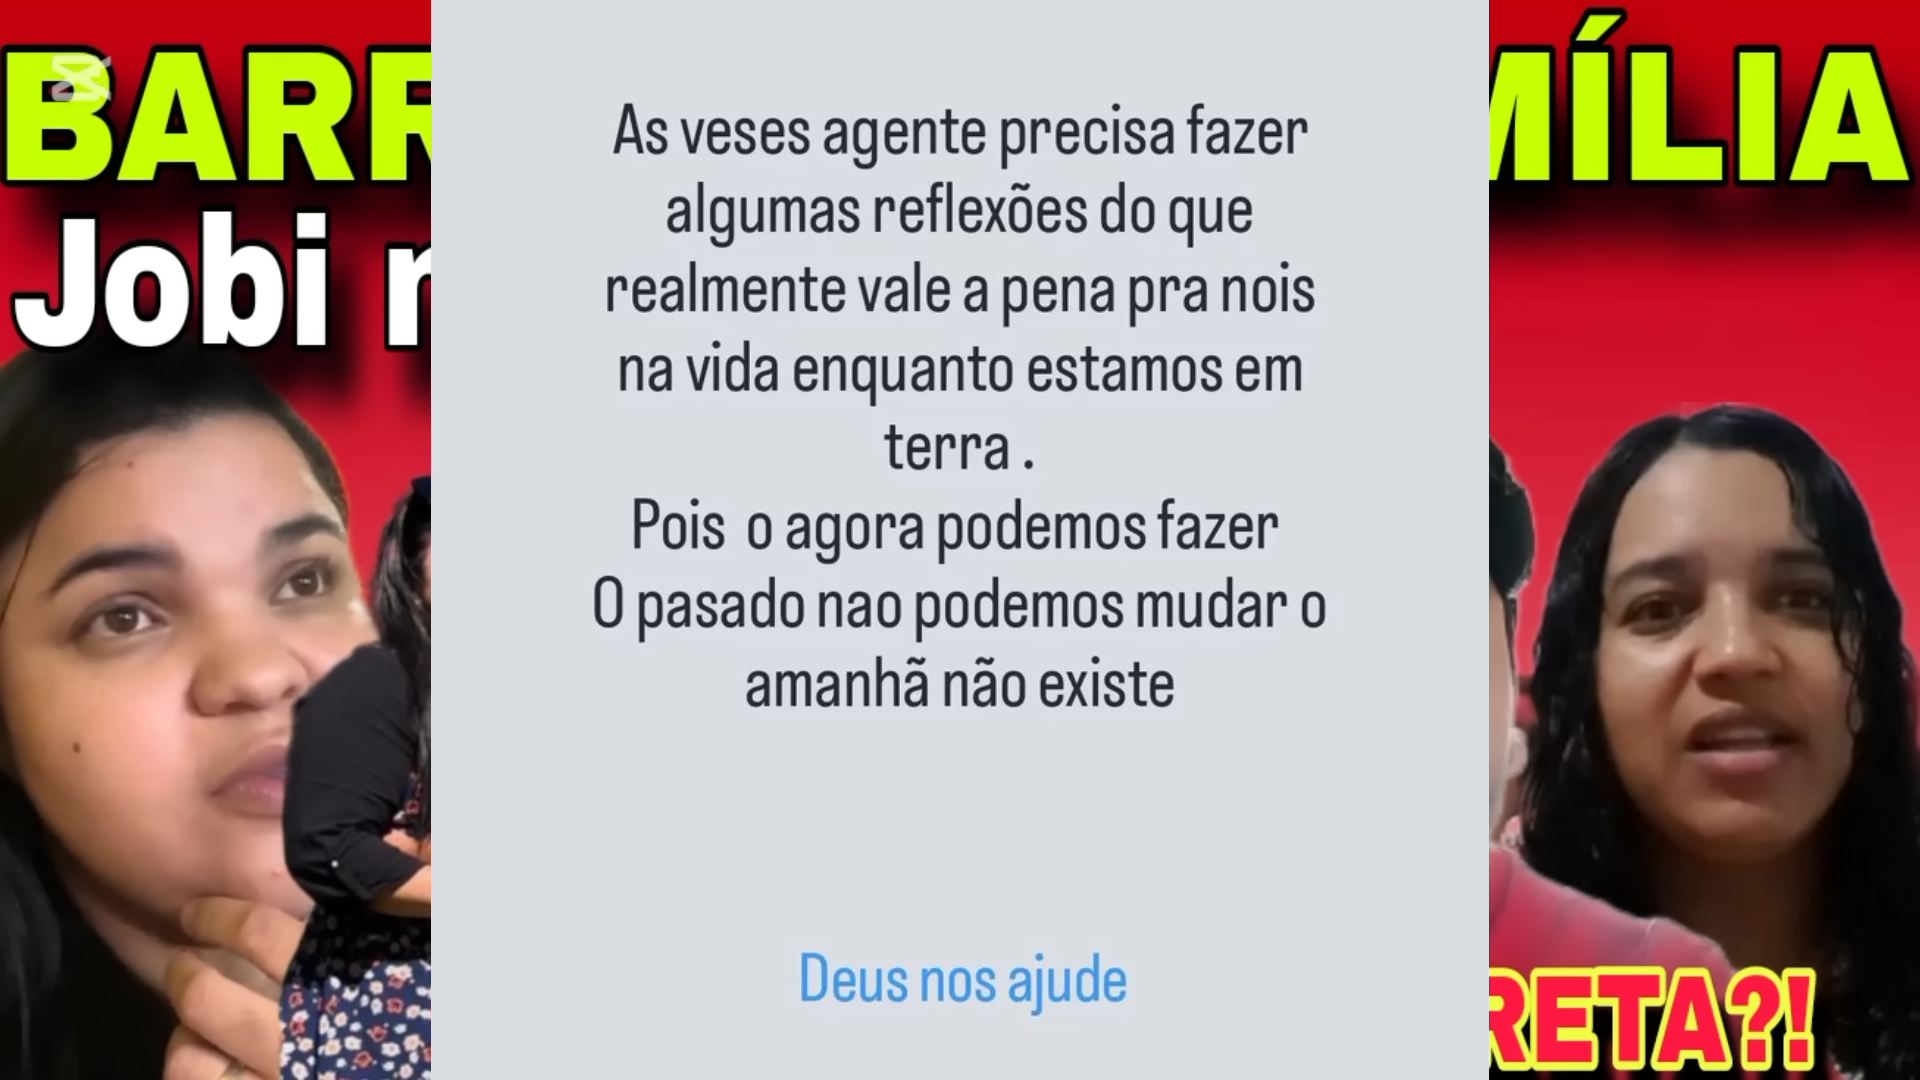 BARR
MÍLIA
Jobi
As veses agente precisa fazer
algumas reflexões do que
realmente vale a pena pra nois
na vida enquanto estamos em
terra .
Pois o agora podemos fazer
O pasado nao podemos mudar o
amanhã não existe
Deus nos ajude
RETA?!